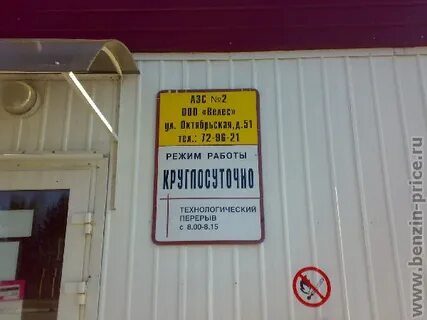 АЗС №2
ООО «Велес»
ул. Октябрьская, д.51
тел.: 72-96-21
РЕЖИМ РАБОТЫ
КРУГЛОСУТОЧНО
ТЕХНОЛОГИЧЕСКИЙ
ПЕРЕРЫВ
с 8.00-8.15
www.benzin-price.ru